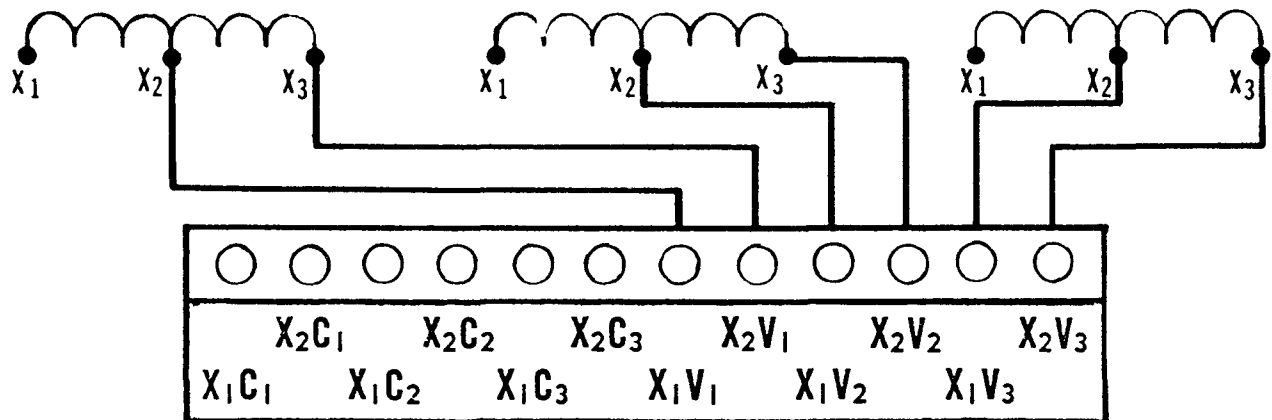 X₁ X₂ X₃ X₁ X₂ X₃ X₁ X₂ X₃
X₂C₁ X₂C₂ X₂C₃ X₂V₁ X₂V₂ X₂V₃
X₁C₁ X₁C₂ X₁C₃ X₁V₁ X₁V₂ X₁V₃